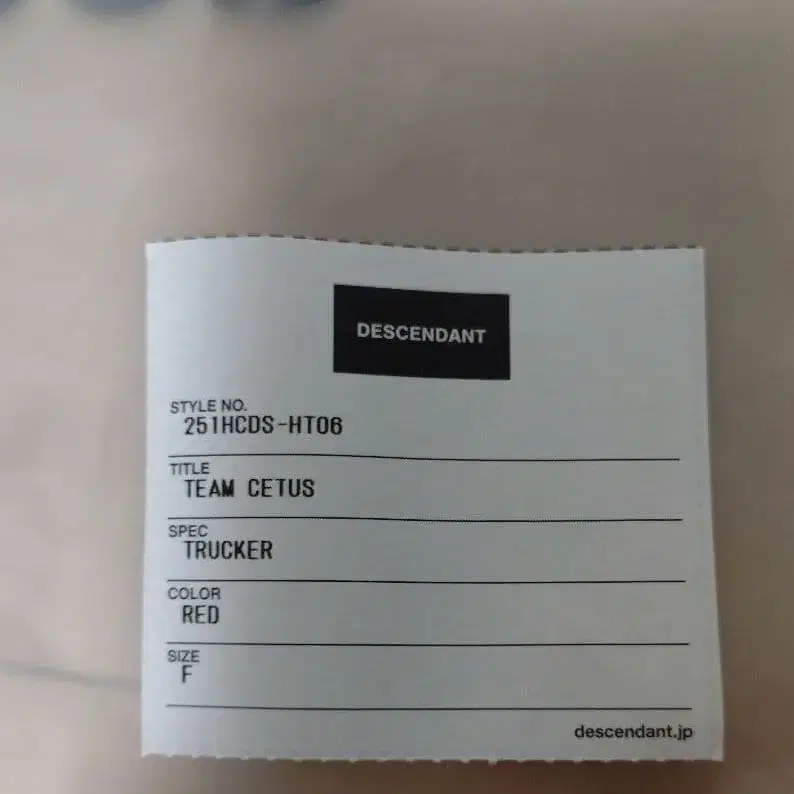 DESCENDANT
STYLE NO.
251HCDS-HT06
TITLE
TEAM CETUS
SPEC
TRUCKER
COLOR
RED
SIZE
F
descendant.jp